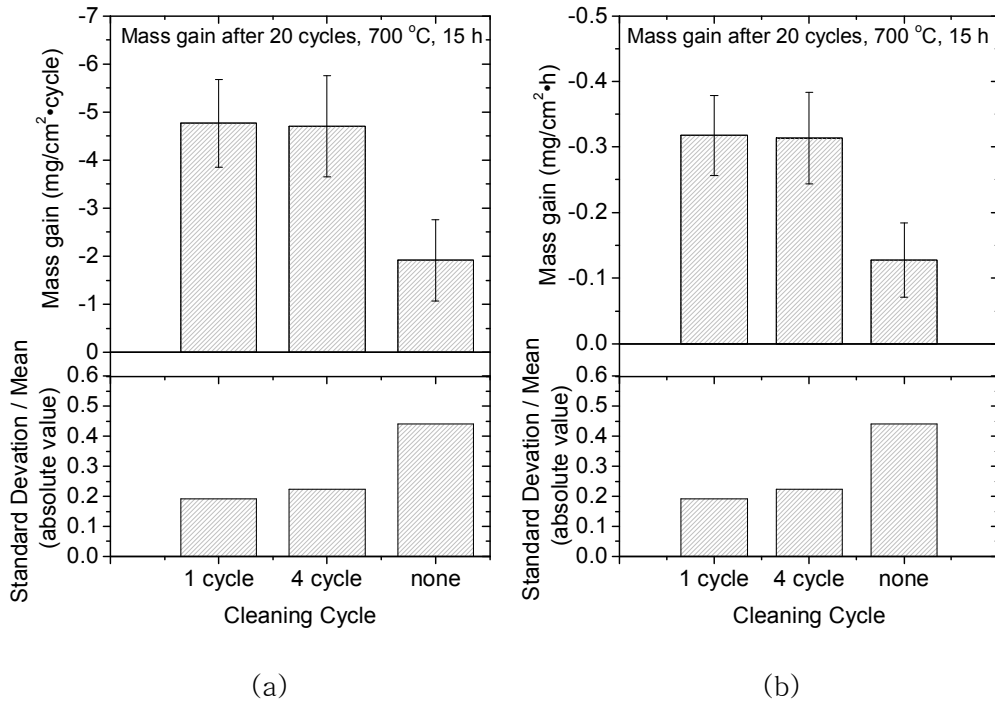 Mass gain after 20 cycles, 700 °C, 15 h
Mass gain (mg/cm²•cycle)
-7
-6
-5
-4
-3
-2
-1
0
Standard Devation / Mean
(absolute value)
0.6
0.5
0.4
0.3
0.2
0.1
0.0
1 cycle 4 cycle none
Cleaning Cycle
(a)
Mass gain after 20 cycles, 700 °C, 15 h
Mass gain (mg/cm²•h)
-0.5
-0.4
-0.3
-0.2
-0.1
0.0
Standard Devation / Mean
(absolute value)
0.6
0.5
0.4
0.3
0.2
0.1
0.0
1 cycle 4 cycle none
Cleaning Cycle
(b)